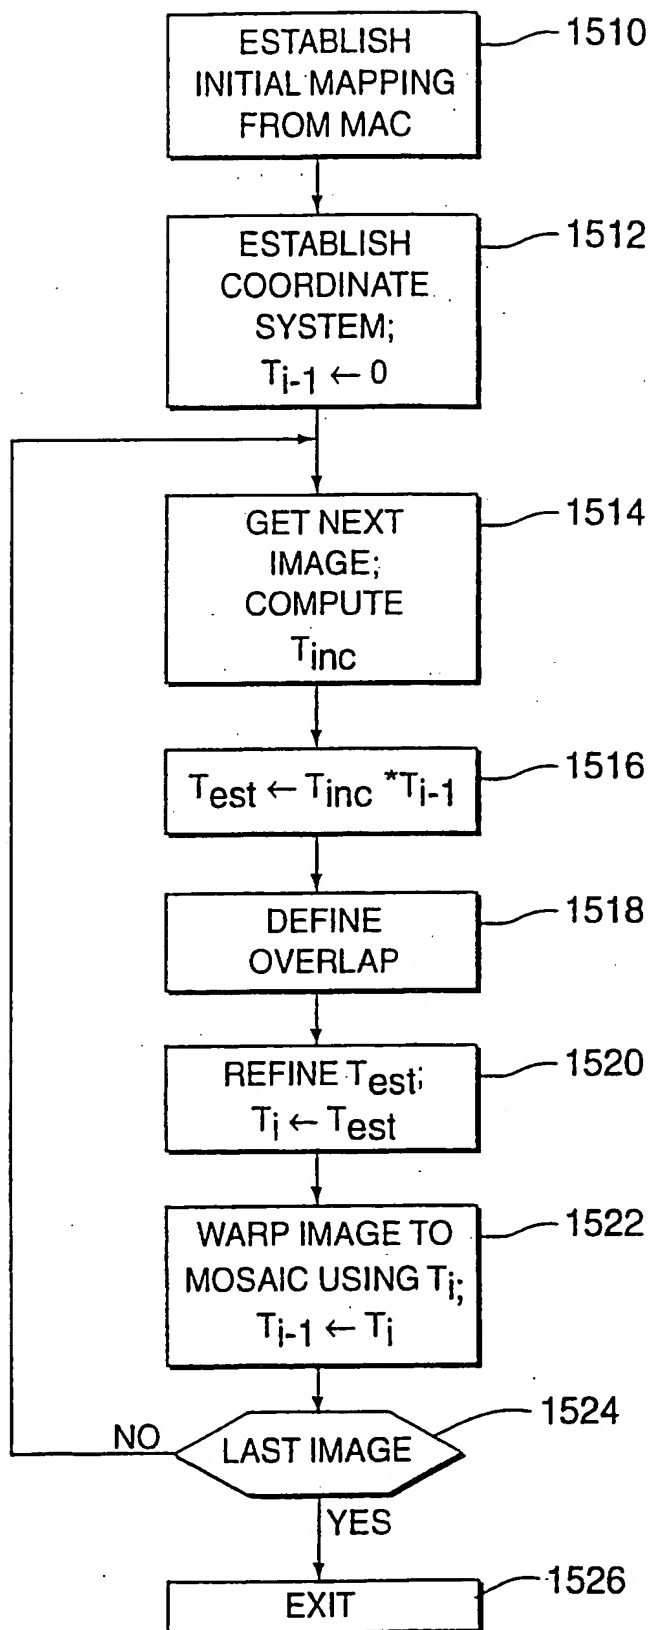 ESTABLISH
INITIAL MAPPING
FROM MAC
1510
ESTABLISH
COORDINATE
SYSTEM;
Ti-1 ← 0
1512
GET NEXT
IMAGE;
COMPUTE
Tinc
1514
Test ← Tinc *Ti-1
1516
DEFINE
OVERLAP
1518
REFINE Test;
Ti ← Test
1520
WARP IMAGE TO
MOSAIC USING Ti;
Ti-1 ← Ti
1522
LAST IMAGE
1524
NO
YES
EXIT
1526